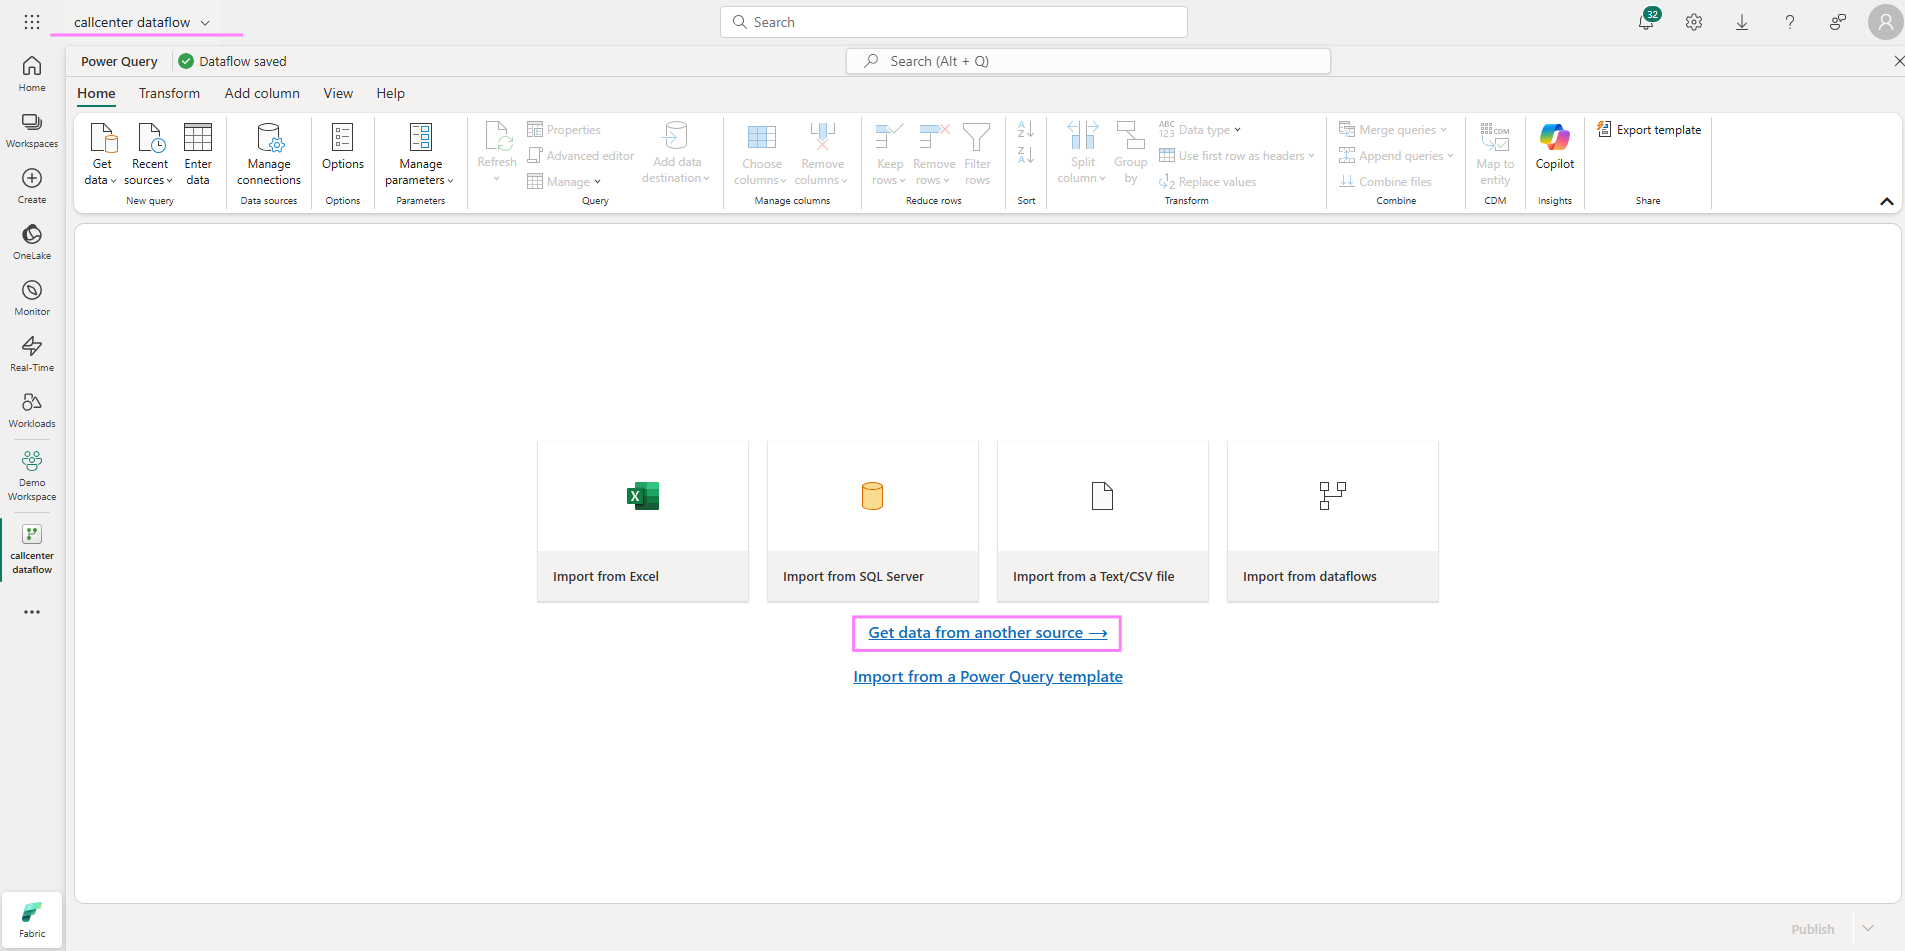 callcenter dataflow
Search
32
Power Query
Dataflow saved
Search (Alt + Q)
Home
Transform
Add column
View
Help
Get data
Recent sources
Enter data
New query
Manage connections
Data sources
Options
Options
Manage parameters
Parameters
Refresh
Properties
Advanced editor
Manage
Add data destination
Query
Choose columns
Remove columns
Manage columns
Keep rows
Remove rows
Filter rows
Reduce rows
A
Z
Z
A
Sort
Split column
Group by
ABC
123
Data type
Use first row as headers
1
2
Replace values
Transform
Merge queries
Append queries
Combine files
Combine
CDM
Map to entity
CDM
Copilot
Insights
Export template
Share
Home
Workspaces
Create
OneLake
Monitor
Real-Time
Workloads
Demo
Workspace
callcenter
dataflow
Fabric
X
Import from Excel
Import from SQL Server
Import from a Text/CSV file
Import from dataflows
Get data from another source →
Import from a Power Query template
Publish